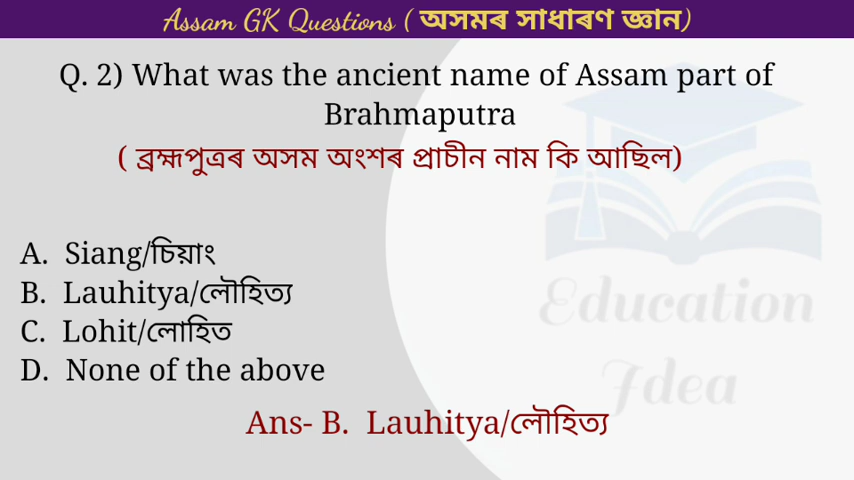 Assam GK Questions ( অসমৰ সাধাৰণ জ্ঞান)
Q. 2) What was the ancient name of Assam part of
Brahmaputra
( ব্ৰহ্মপুত্ৰৰ অসম অংশৰ প্ৰাচীন নাম কি আছিল)
A. Siang/চিয়াং
B. Lauhitya/লৌহিত্য
C. Lohit/লোহিত
D. None of the above
Ans- B. Lauhitya/লৌহিত্য
Education
Idea